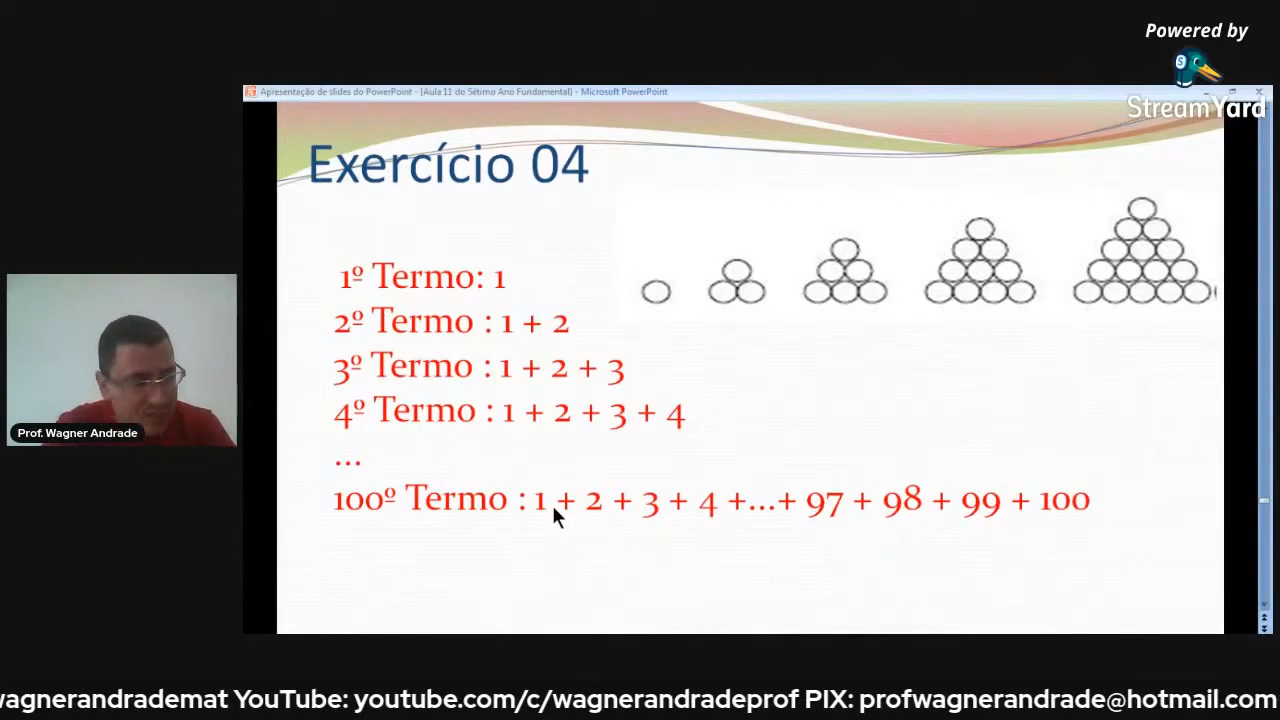 Powered by
StreamYard
Apresentação de slides do PowerPoint - [Aula 11 do Sétimo Ano Fundamental] - Microsoft PowerPoint
Exercício 04
1º Termo: 1
2º Termo : 1 + 2
3º Termo : 1 + 2 + 3
4º Termo : 1 + 2 + 3 + 4
...
100º Termo : 1 + 2 + 3 + 4 +...+ 97 + 98 + 99 + 100
Prof. Wagner Andrade
wagnerandrademat YouTube: youtube.com/c/wagnerandradeprof PIX: profwagnerandrade@hotmail.com